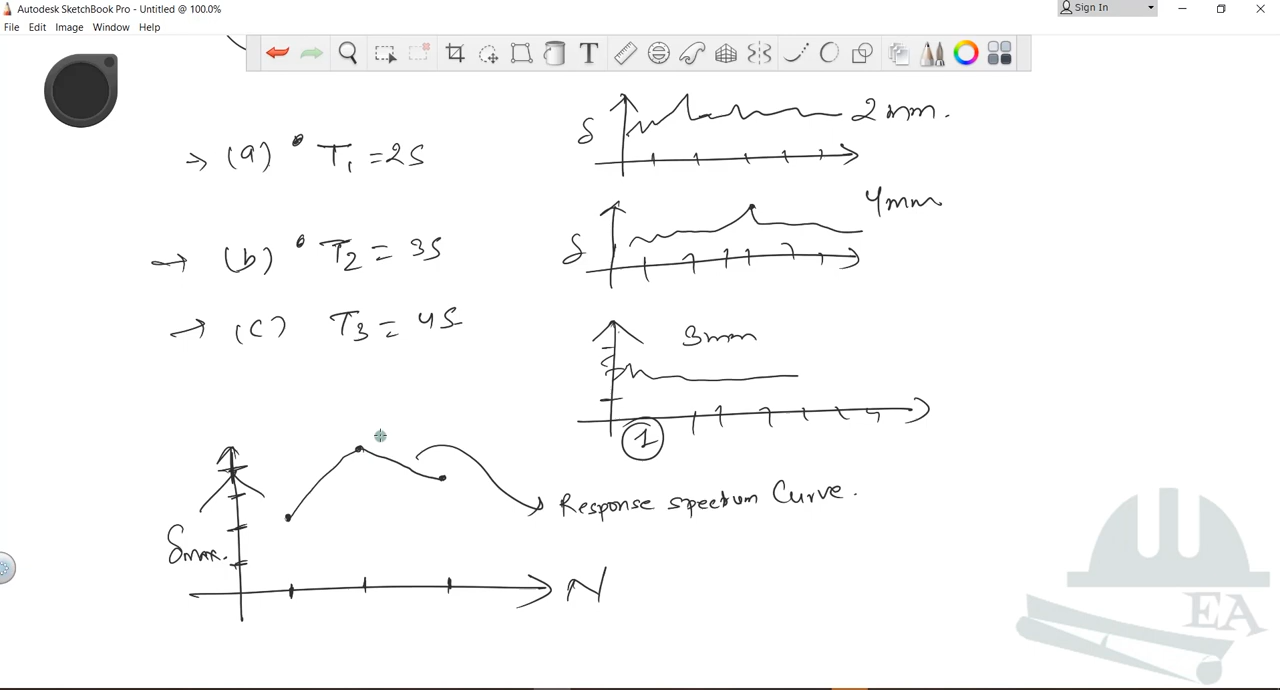 Autodesk SketchBook Pro - Untitled @ 100.0%
Sign In
File Edit Image Window Help
T
→ (a) T₁ = 2S
δ
2mm.
→ (b) T₂ = 3S
δ
4mm
→ (c) T₃ = 4S
3mm
1
Response spectrum Curve.
δmax.
N
EA